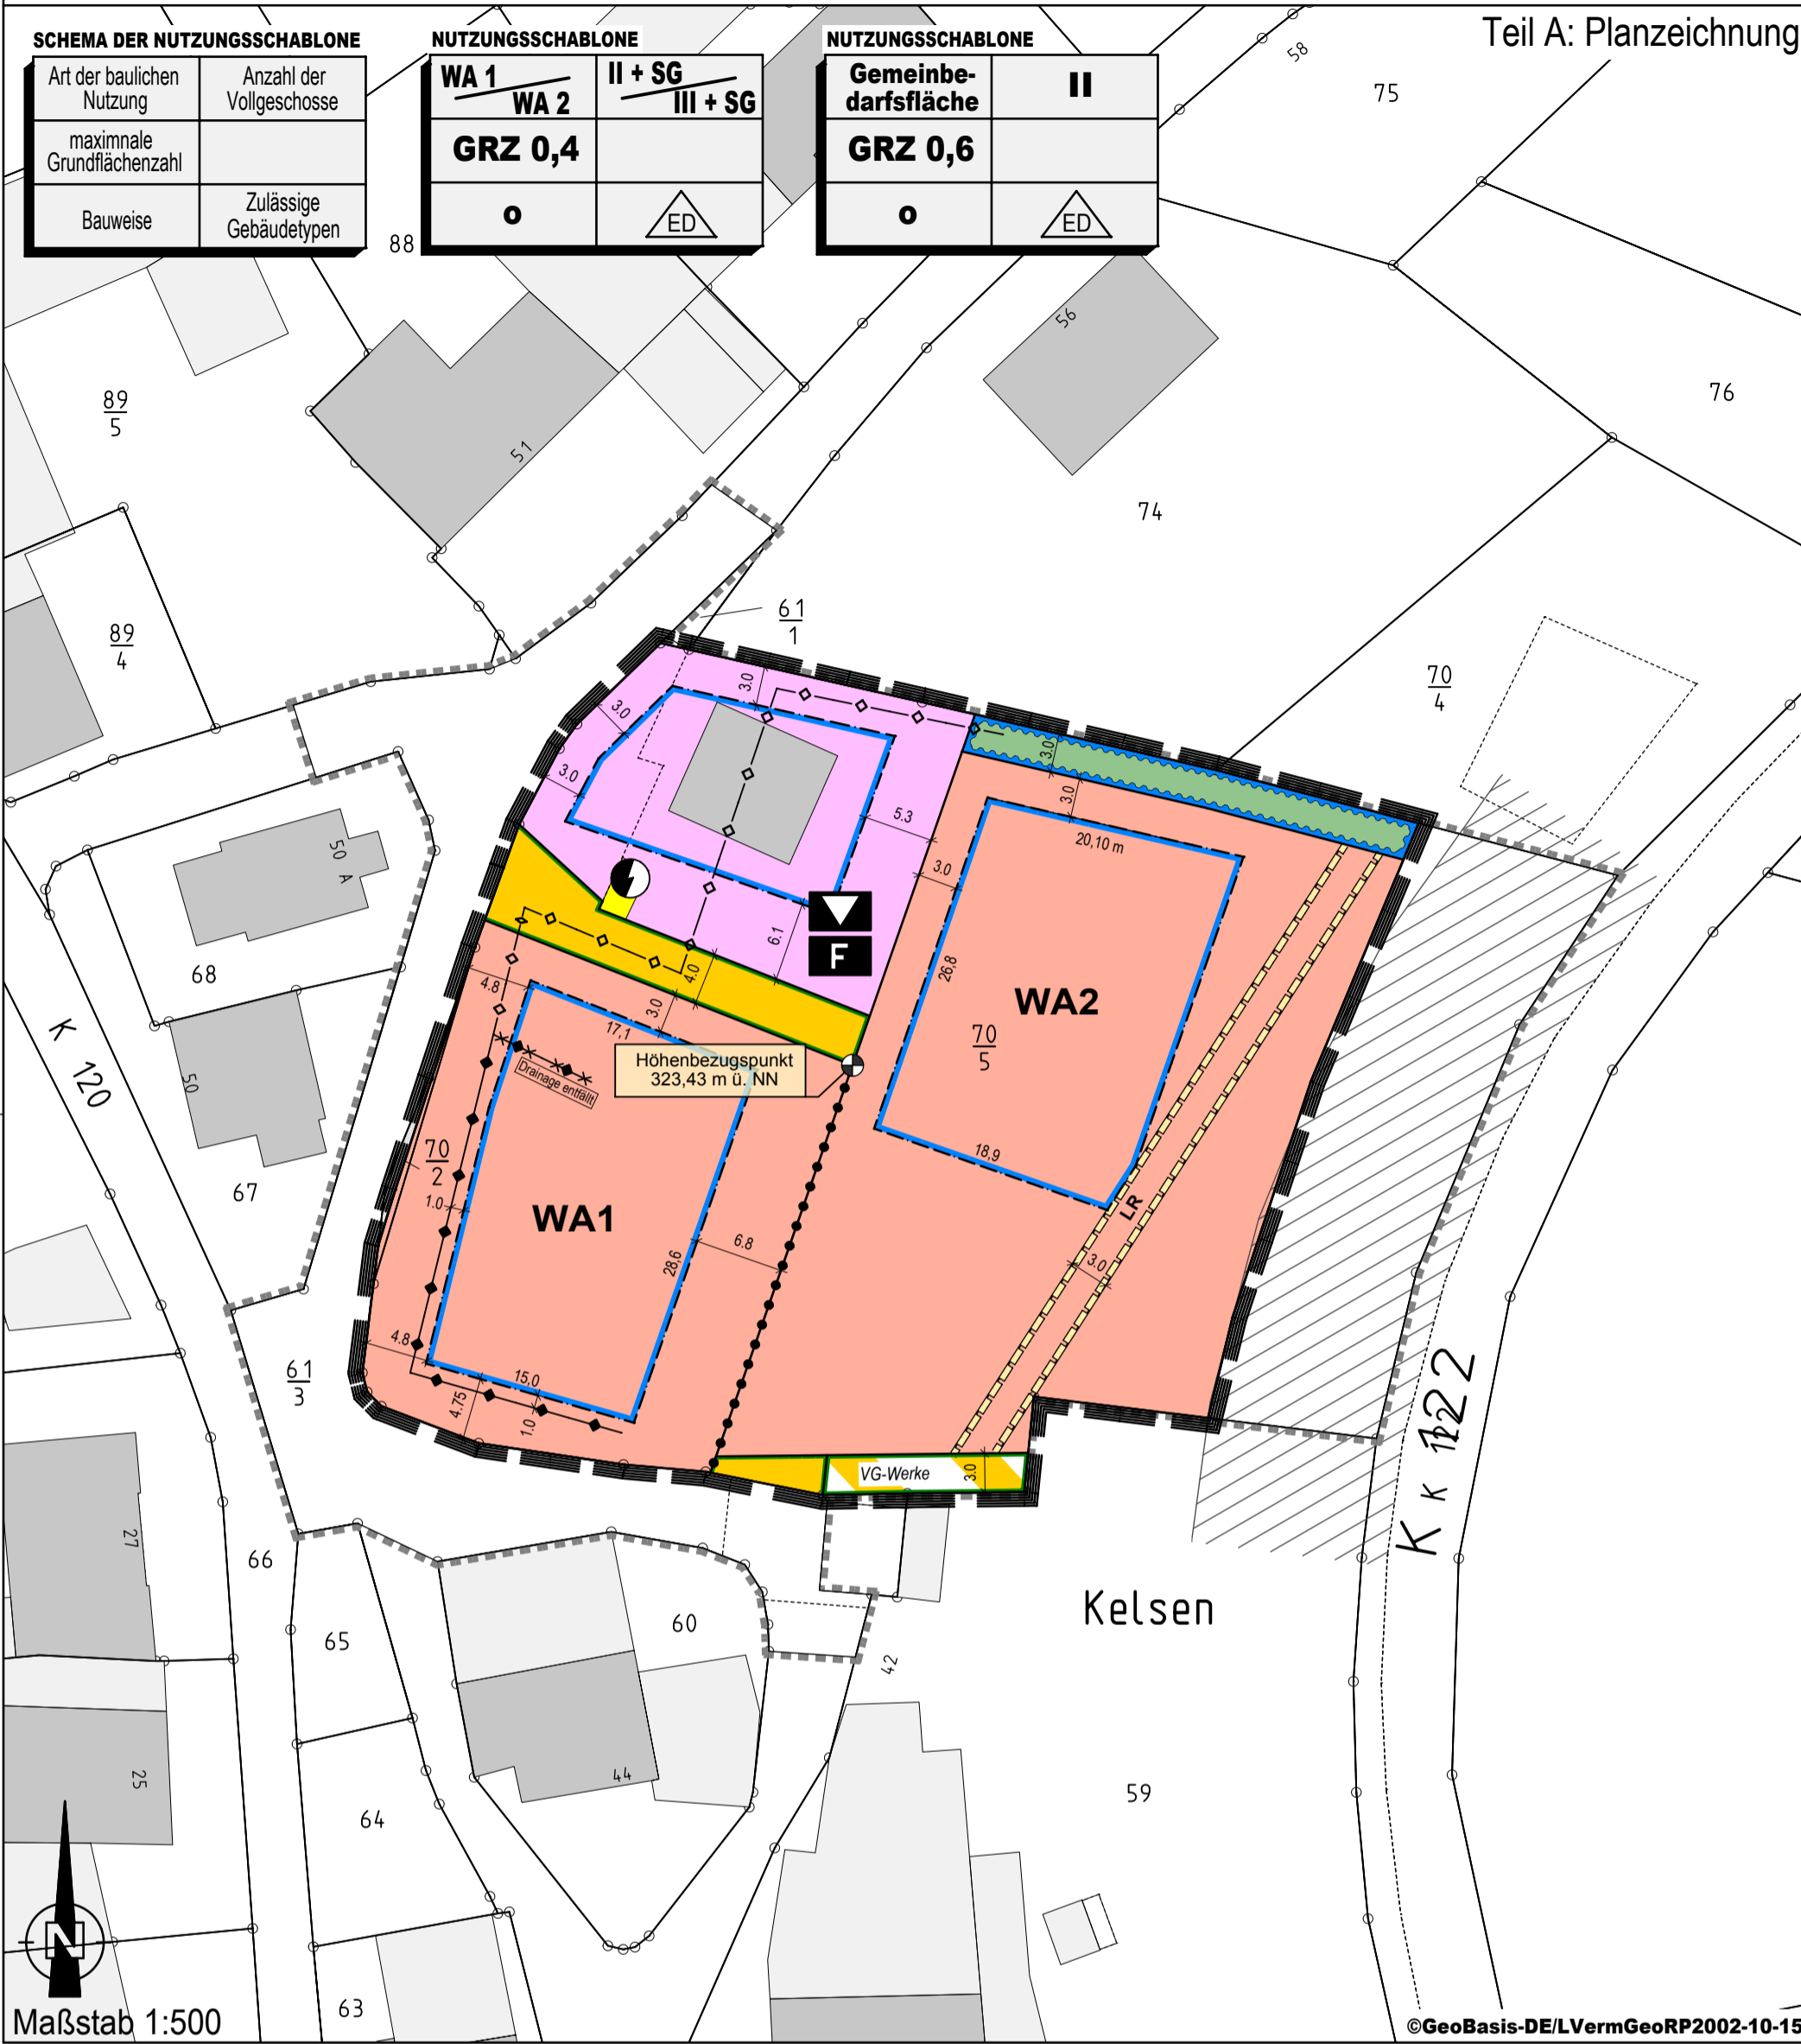 Teil A: Planzeichnung
SCHEMA DER NUTZUNGSSCHABLONE
Art der baulichen
Nutzung
Anzahl der
Vollgeschosse
maximnale
Grundflächenzahl
Bauweise
Zulässige
Gebäudetypen
NUTZUNGSSCHABLONE
WA 1
WA 2
II + SG
III + SG
GRZ 0,4
o
ED
NUTZUNGSSCHABLONE
Gemeinbe-
darfsfläche
II
GRZ 0,6
o
ED
58
75
88
56
76
89
5
51
74
89
4
61
1
70
4
3.0
3.0
3.0
3.0
3.0
5.3
20,10 m
50 A
3.0
F
6.1
4.0
26,8
68
4.8
3.0
17,1
WA2
70
5
K 120
50
Drainage entfällt
Höhenbezugspunkt
323,43 m ü. NN
18,9
70
2
67
1.0
WA1
LR
6.8
28,6
3.0
4.8
61
3
15,0
4.75
1.0
K 122
K 122
VG-Werke
3.0
27
66
65
60
Kelsen
42
25
44
64
59
N
63
Maßstab 1:500
©GeoBasis-DE/LVermGeoRP2002-10-15